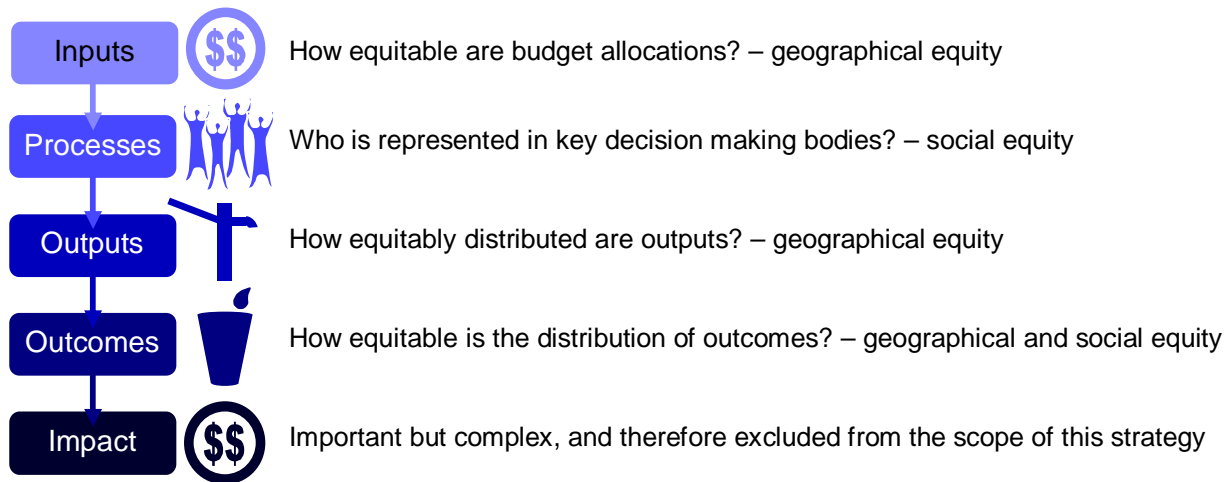 Inputs
$$
How equitable are budget allocations? – geographical equity
Processes
Who is represented in key decision making bodies? – social equity
Outputs
How equitably distributed are outputs? – geographical equity
Outcomes
How equitable is the distribution of outcomes? – geographical and social equity
Impact
$$
Important but complex, and therefore excluded from the scope of this strategy